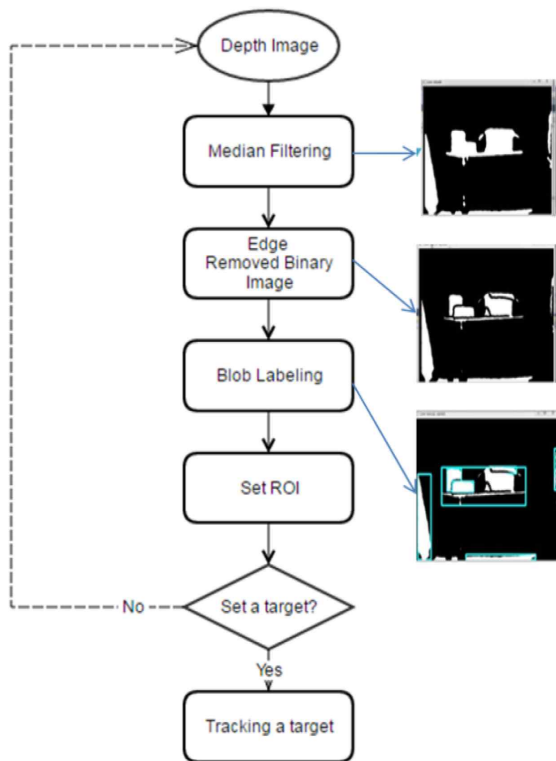 Depth Image
Median Filtering
Edge
Removed Binary
Image
Blob Labeling
Set ROI
Set a target?
No
Yes
Tracking a target